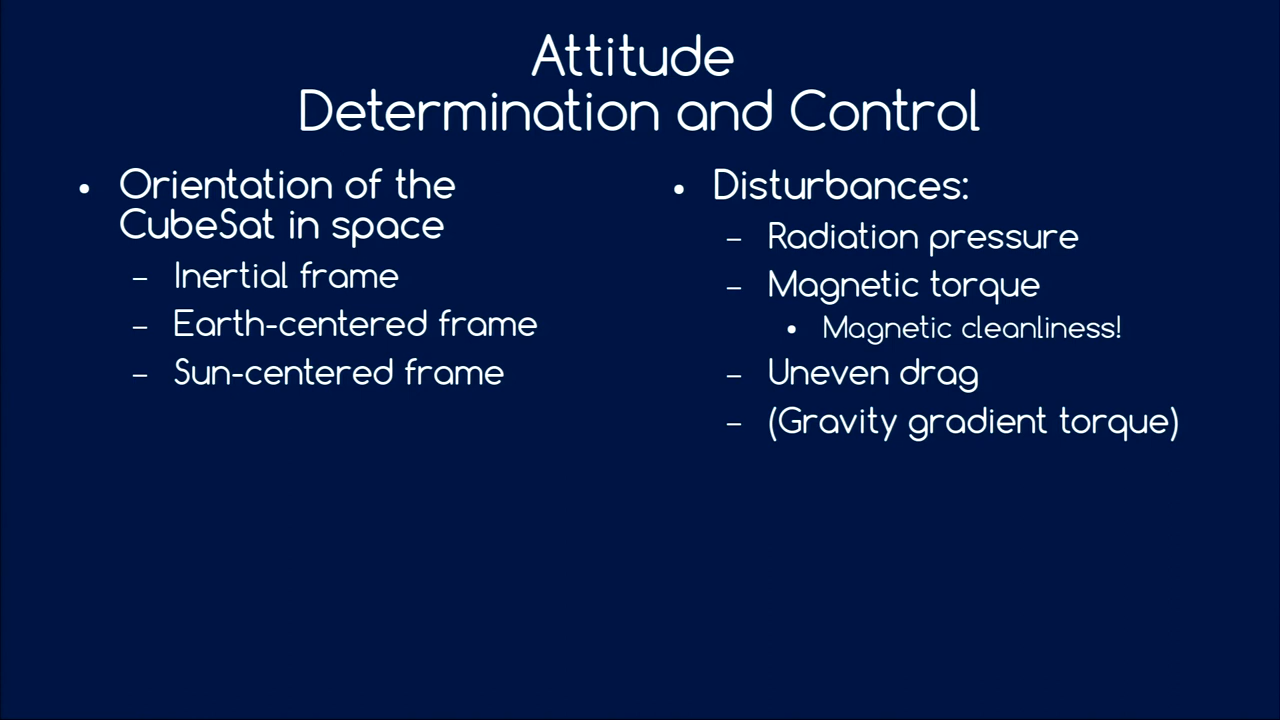 Attitude
Determination and Control
• Orientation of the
CubeSat in space
– Inertial frame
– Earth-centered frame
– Sun-centered frame
• Disturbances:
– Radiation pressure
– Magnetic torque
• Magnetic cleanliness!
– Uneven drag
– (Gravity gradient torque)